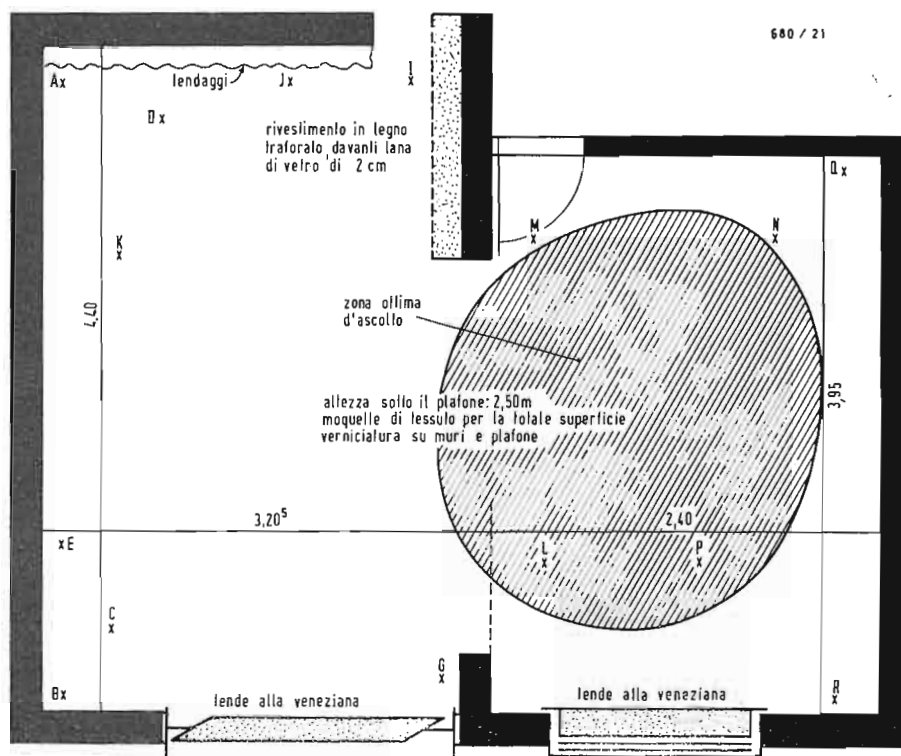 680 / 21
Ax
tendaggi
Jx
I
x
Dx
rivestimento in legno
traforato, davanti lana
di vetro di 2 cm
Qx
M
x
N
x
K
x
4,40
zona ottima
d'ascolto
altezza sotto il plafone: 2,50m
moquette di tessuto per la totale superficie
verniciatura su muri e plafone
3,95
3,20⁵
2,40
xE
L
x
P
x
C
x
G
x
Bx
tende alla veneziana
tende alla veneziana
R
x